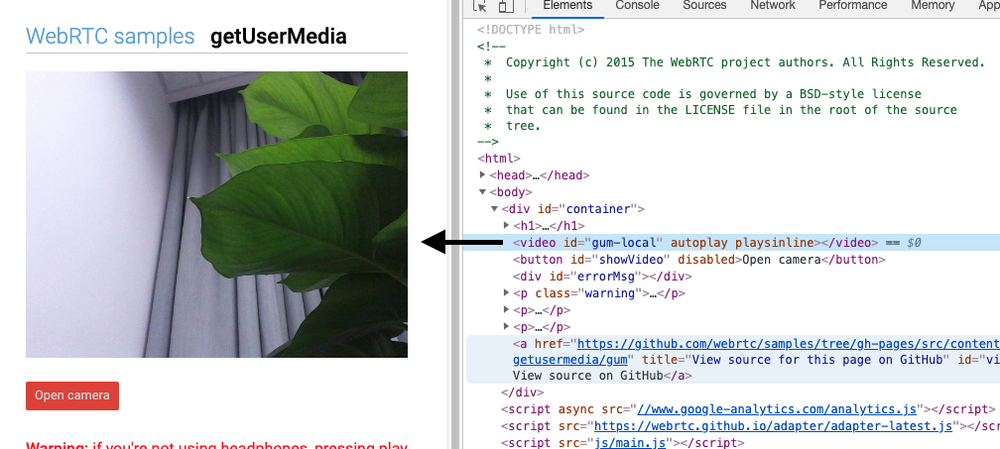 WebRTC samples getUserMedia
Open camera
Warning: if you're not using headphones, pressing play
Elements Console Sources Network Performance Memory App
<!DOCTYPE html>
<!--
* Copyright (c) 2015 The WebRTC project authors. All Rights Reserved.
*
* Use of this source code is governed by a BSD-style license
* that can be found in the LICENSE file in the root of the source
* tree.
-->
<html>
<head>…</head>
<body>
<div id="container">
<h1>…</h1>
<video id="gum-local" autoplay playsinline></video> == $0
<button id="showVideo" disabled>Open camera</button>
<div id="errorMsg"></div>
<p class="warning">…</p>
<p>…</p>
<p>…</p>
<a href="https://github.com/webrtc/samples/tree/gh-pages/src/content
getusermedia/gum" title="View source for this page on GitHub" id="vi
View source on GitHub</a>
</div>
<script async src="//www.google-analytics.com/analytics.js"></script>
<script src="https://webrtc.github.io/adapter/adapter-latest.js"></scr
<script src="js/main.js"></script>